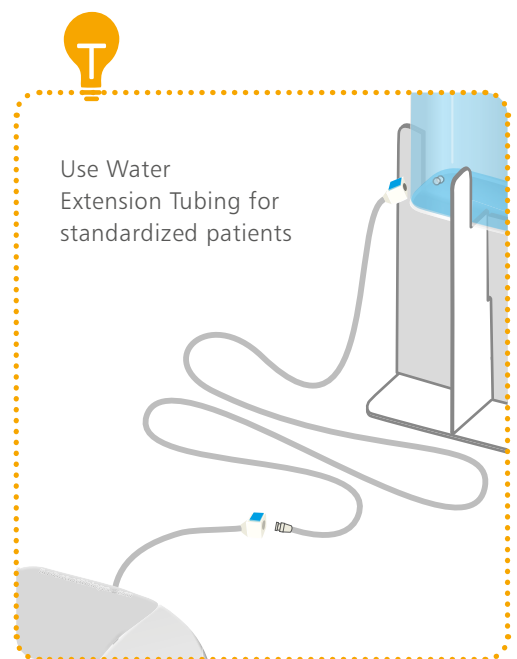 T
Use Water
Extension Tubing for
standardized patients